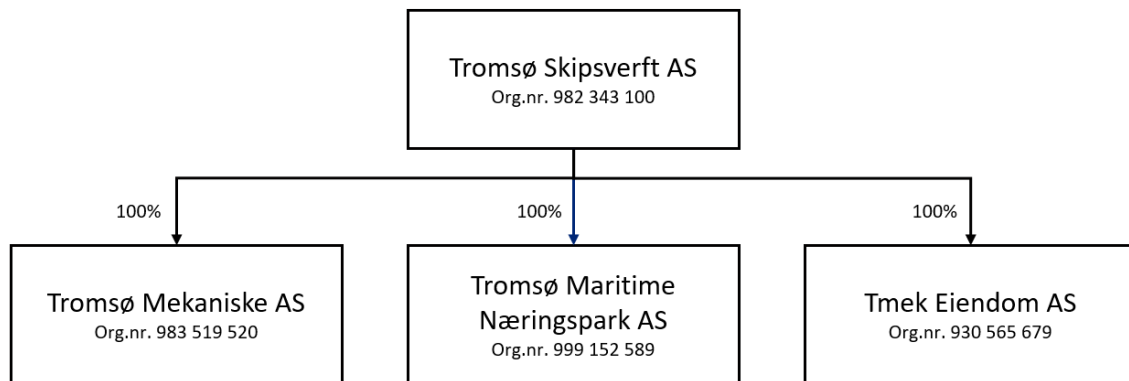 Tromsø Skipsverft AS
Org.nr. 982 343 100
100%
100%
100%
Tromsø Mekaniske AS
Org.nr. 983 519 520
Tromsø Maritime
Næringspark AS
Org.nr. 999 152 589
Tmek Eiendom AS
Org.nr. 930 565 679